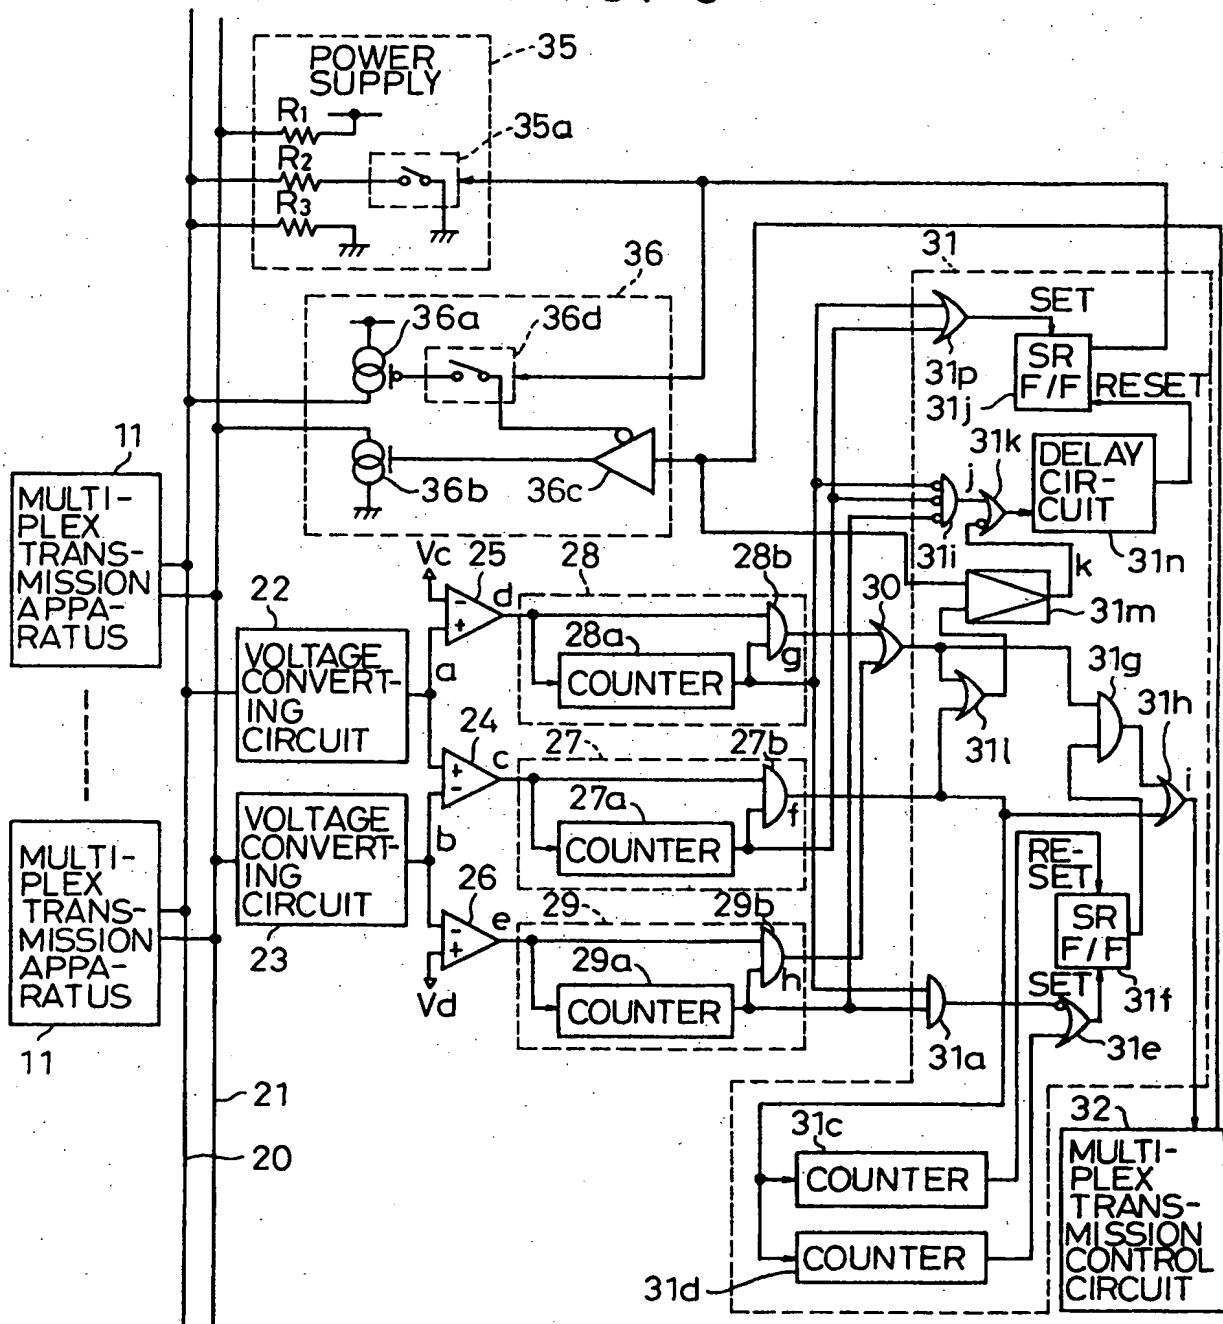 35
POWER
SUPPLY
R1
35a
R2
R3
36
31
36a
36d
SET
31p
SR
F/F
RESET
31j
11
MULTI-
PLEX
TRANS-
MISSION
APPA-
RATUS
31k
j
DELAY
CIR-
CUIT
36b
36c
31i
31n
k
Vc
25
28
28b
30
31m
22
d
VOLTAGE
CONVERT-
ING
CIRCUIT
a
28a
COUNTER
g
31g
31l
31h
24
27
27b
c
i
VOLTAGE
CONVERT-
ING
CIRCUIT
b
27a
COUNTER
f
RE-
SET
MULTI-
PLEX
TRANS-
MISSION
APPA-
RATUS
26
29
29b
SR
F/F
e
23
29a
COUNTER
h
SET
31f
Vd
11
31a
31e
21
20
31c
COUNTER
32
MULTI-
PLEX
TRANS-
MISSION
CONTROL
CIRCUIT
COUNTER
31d